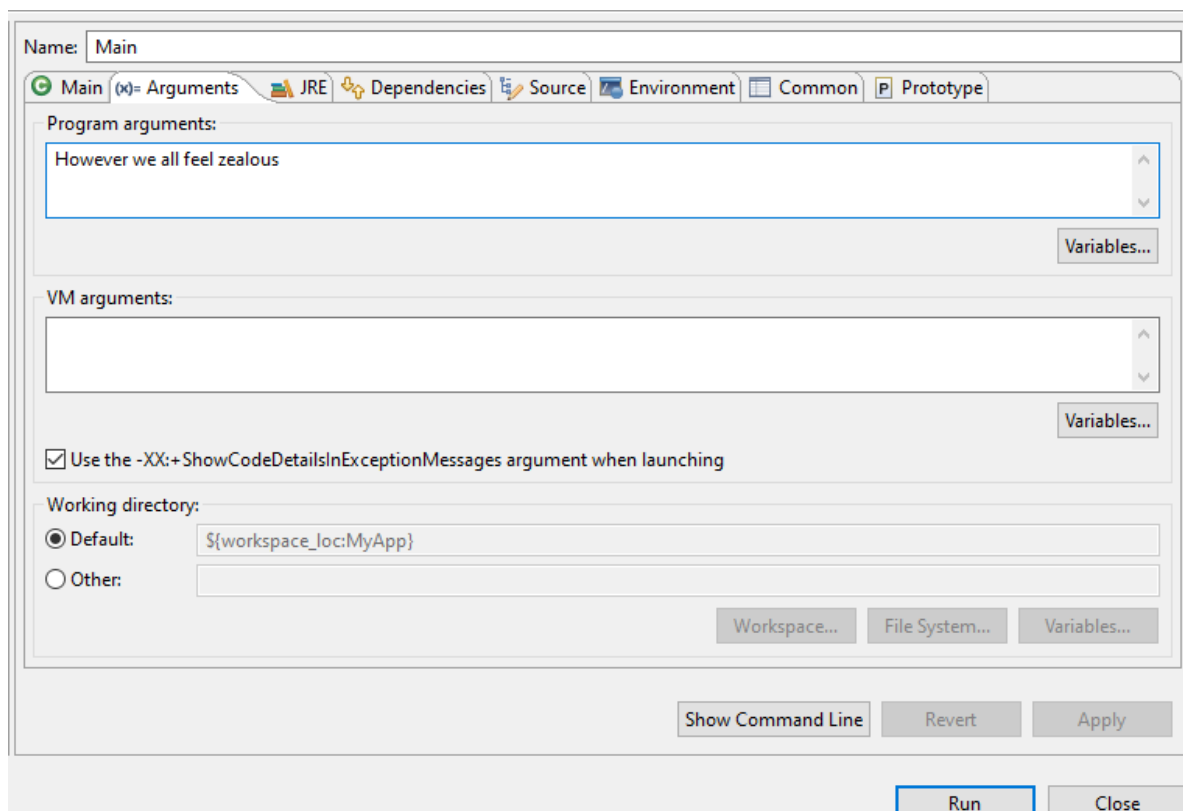 Name: Main
Main (x)= Arguments JRE Dependencies Source Environment Common P Prototype
Program arguments:
However we all feel zealous
Variables...
VM arguments:
Variables...
Use the -XX:+ShowCodeDetailsInExceptionMessages argument when launching
Working directory:
Default: ${workspace_loc:MyApp}
Other:
Workspace... File System... Variables...
Show Command Line Revert Apply
Run Close